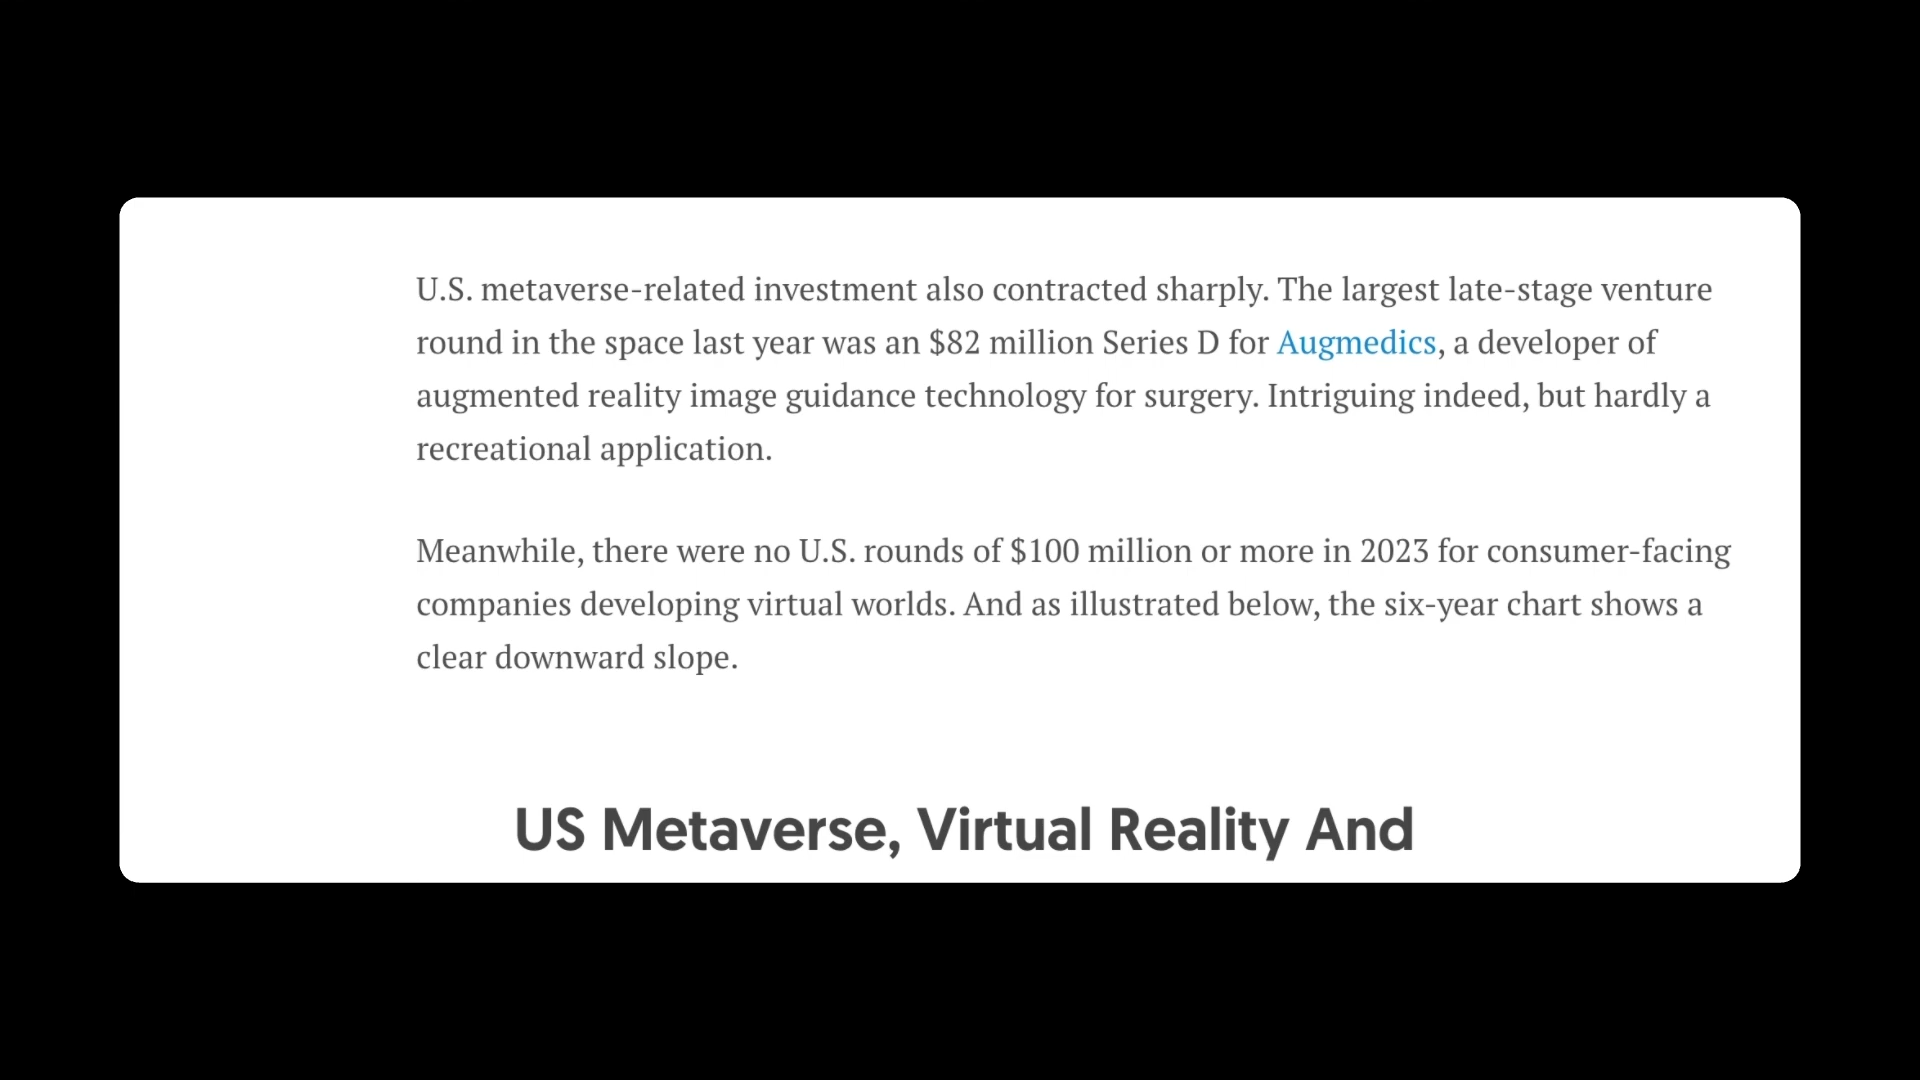 U.S. metaverse-related investment also contracted sharply. The largest late-stage venture
round in the space last year was an $82 million Series D for Augmedics, a developer of
augmented reality image guidance technology for surgery. Intriguing indeed, but hardly a
recreational application.
Meanwhile, there were no U.S. rounds of $100 million or more in 2023 for consumer-facing
companies developing virtual worlds. And as illustrated below, the six-year chart shows a
clear downward slope.
US Metaverse, Virtual Reality And